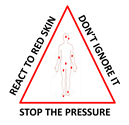 REACT TO RED SKIN
DON'T IGNORE IT
STOP THE PRESSURE